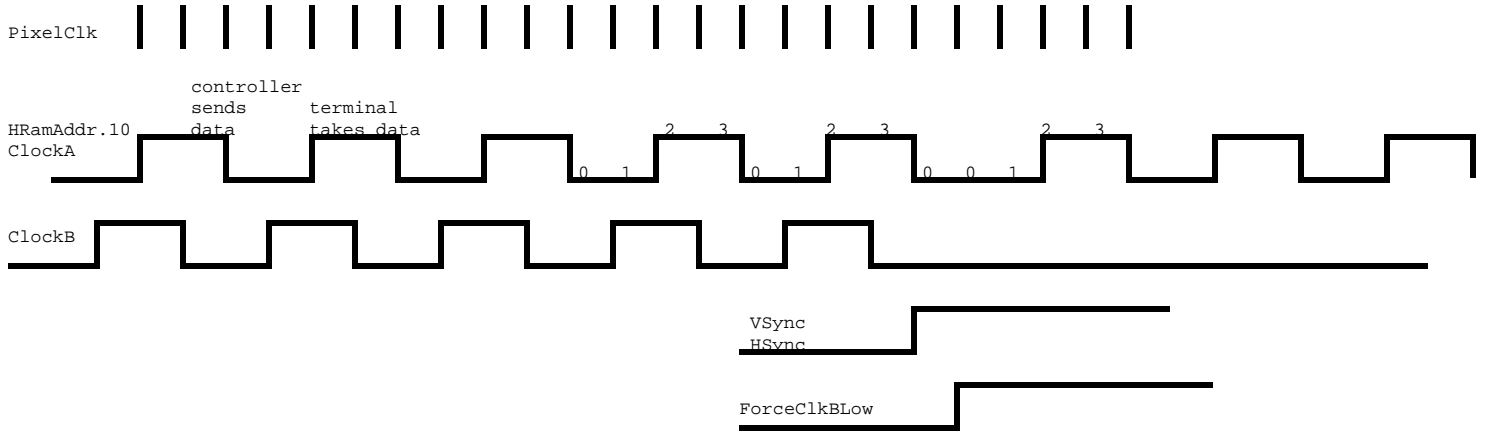 PixelClk
controller
sends terminal
HRamAddr.10 data takes data 2 3 2 3 2 3
ClockA
0 1 0 1 0 0 1
ClockB
VSync
HSync
ForceClkBLow